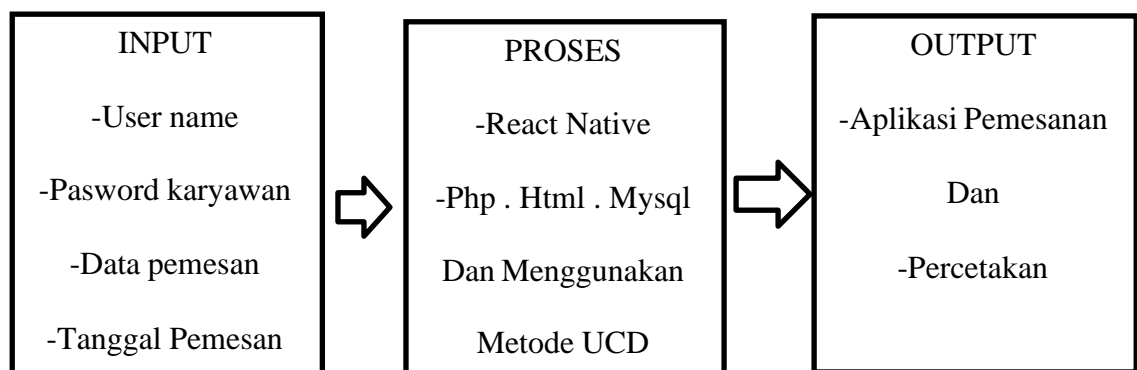 INPUT
-User name
-Pasword karyawan
-Data pemesan
-Tanggal Pemesan
PROSES
-React Native
-Php . Html . Mysql
Dan Menggunakan
Metode UCD
OUTPUT
-Aplikasi Pemesanan
Dan
-Percetakan